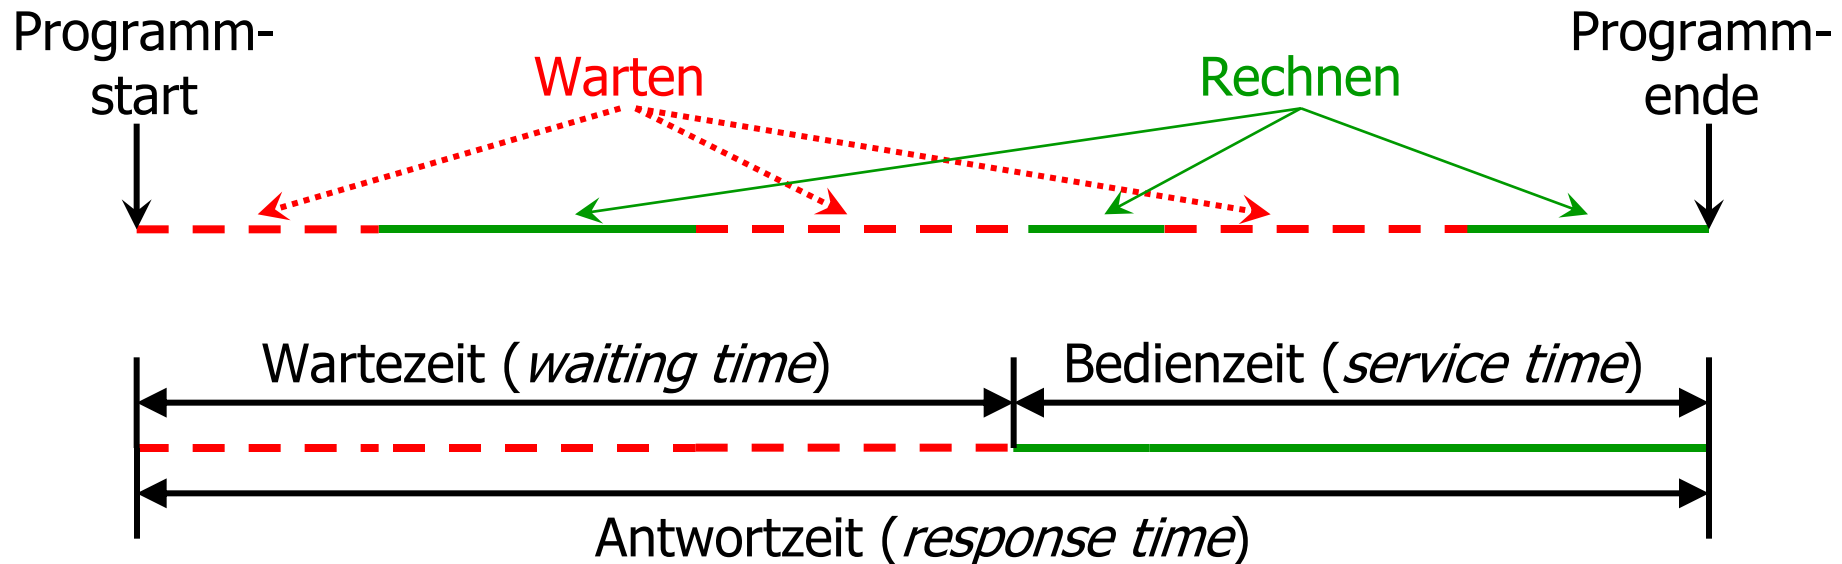 Programm-
start
Warten
Rechnen
Programm-
ende
Wartezeit (waiting time)
Bedienzeit (service time)
Antwortzeit (response time)